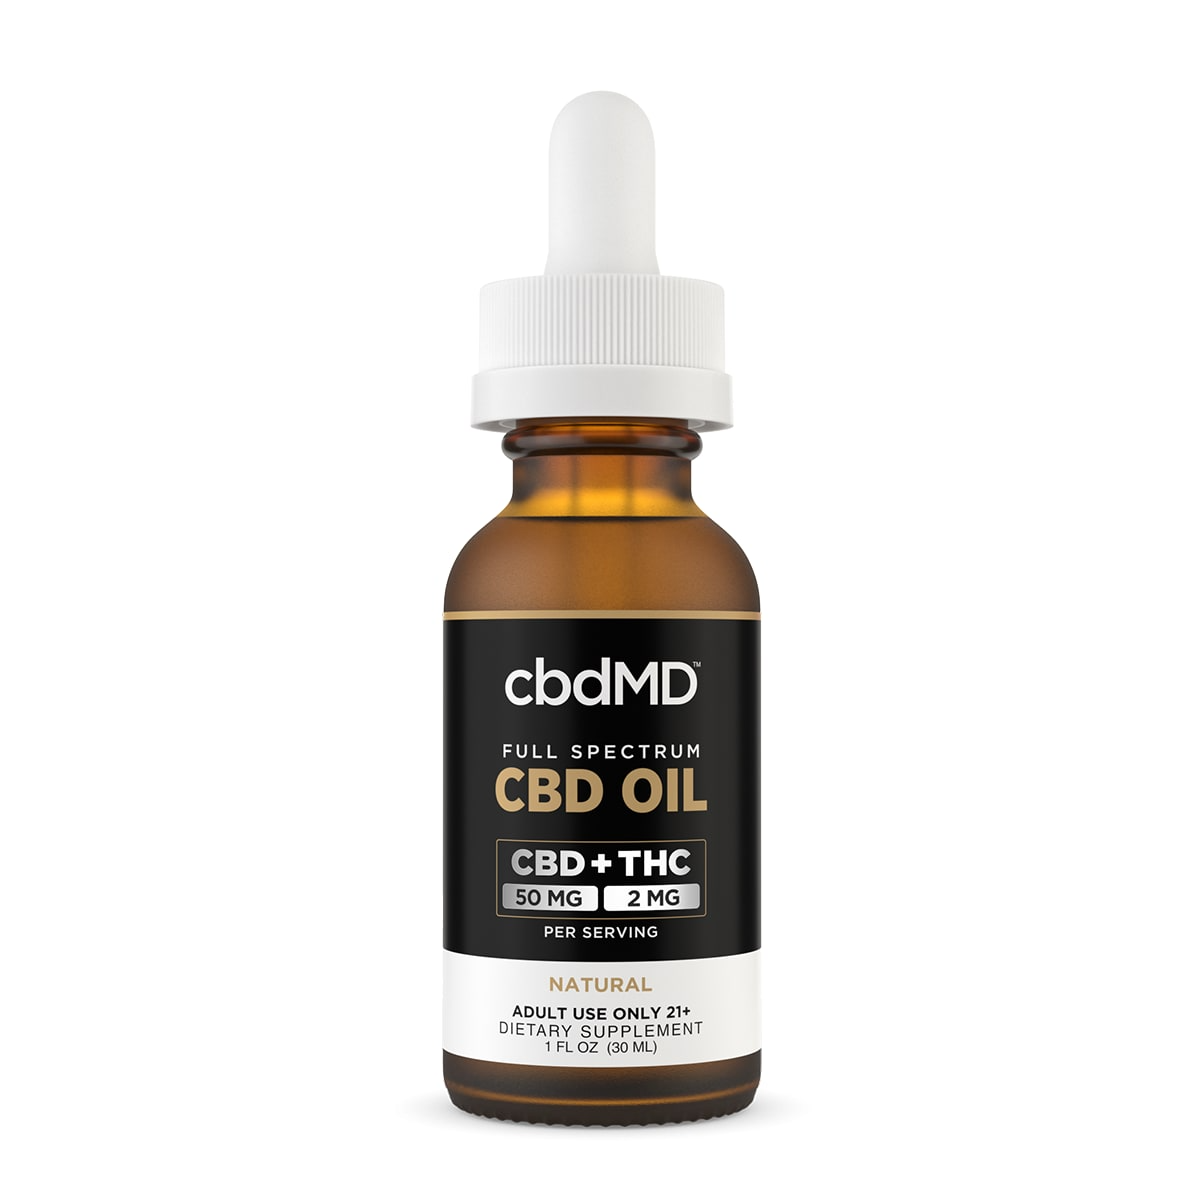 cbdMD™
FULL SPECTRUM
CBD OIL
CBD + THC
50 MG 2 MG
PER SERVING
NATURAL
ADULT USE ONLY 21+
DIETARY SUPPLEMENT
1 FL OZ (30 ML)